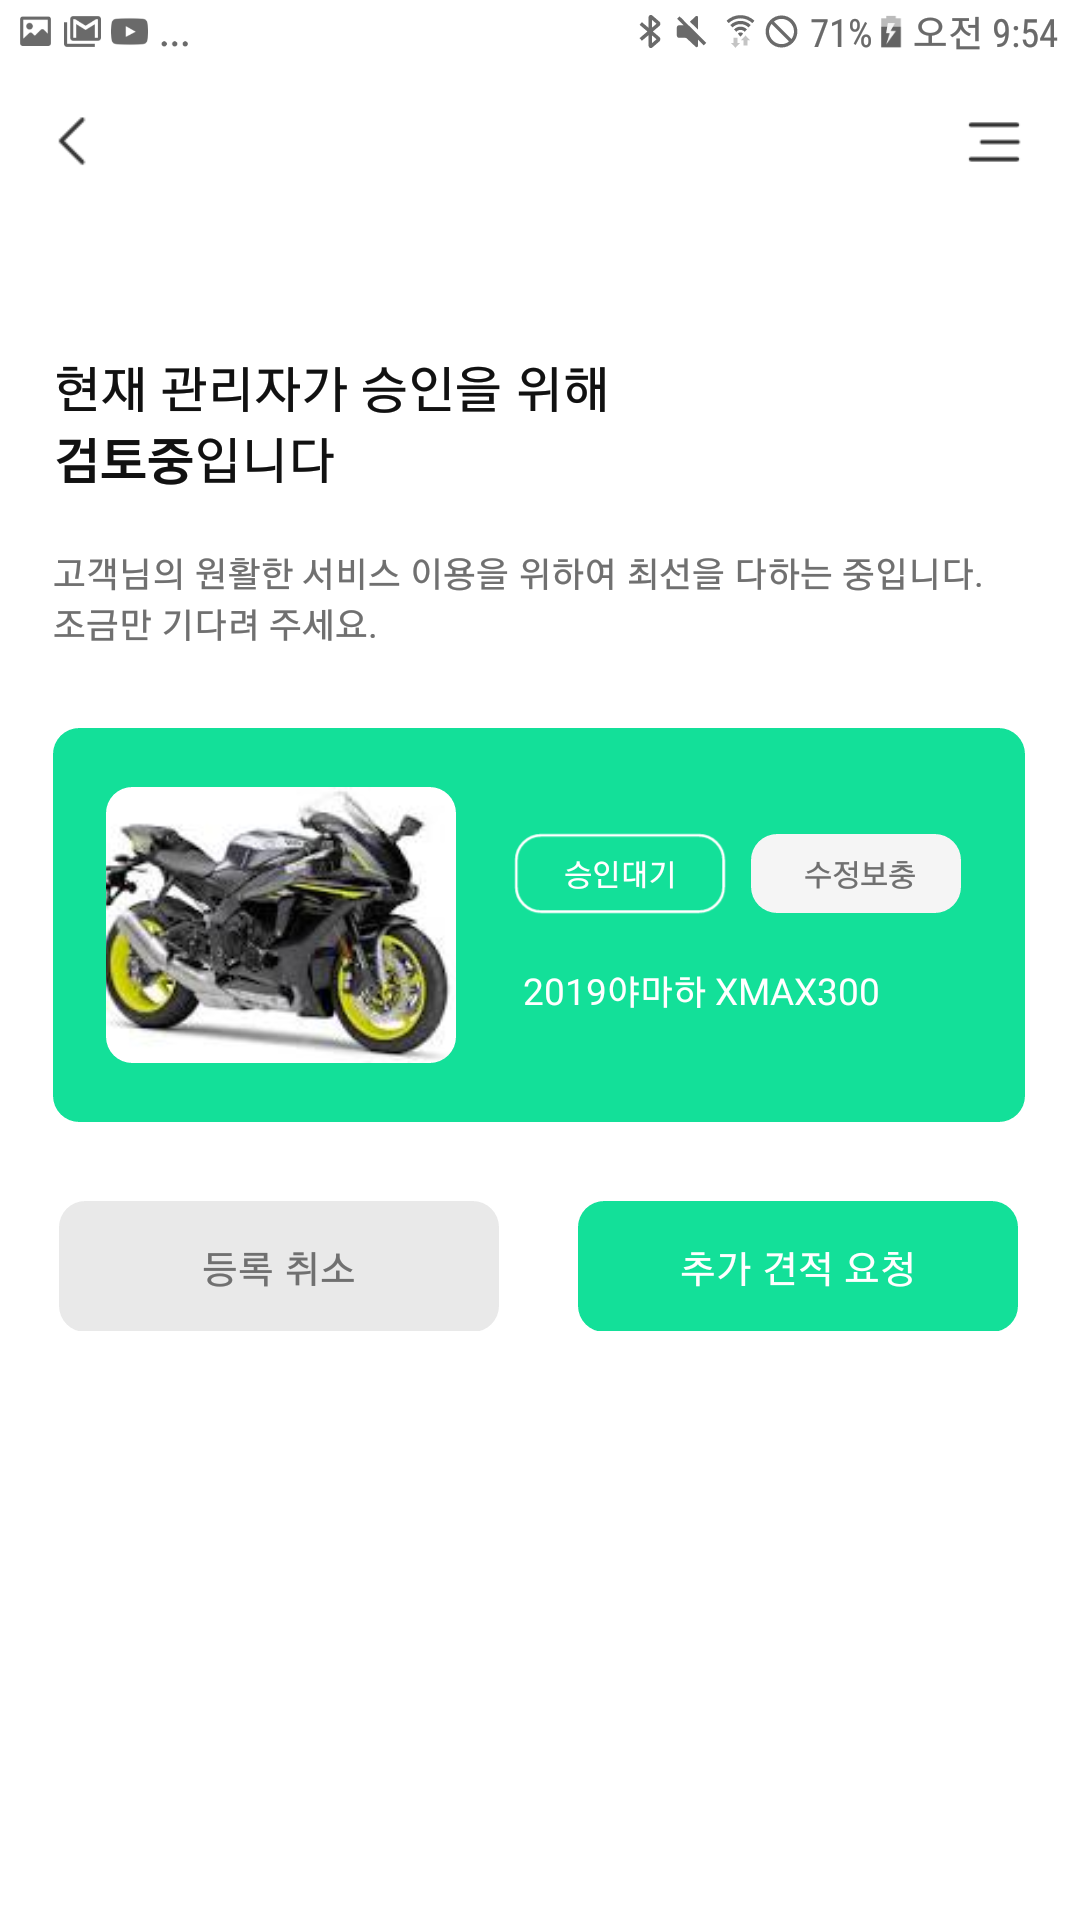 ... 71% 오전 9:54
현재 관리자가 승인을 위해
검토중입니다
고객님의 원활한 서비스 이용을 위하여 최선을 다하는 중입니다.
조금만 기다려 주세요.
승인대기 수정보충
2019야마하 XMAX300
등록 취소 추가 견적 요청